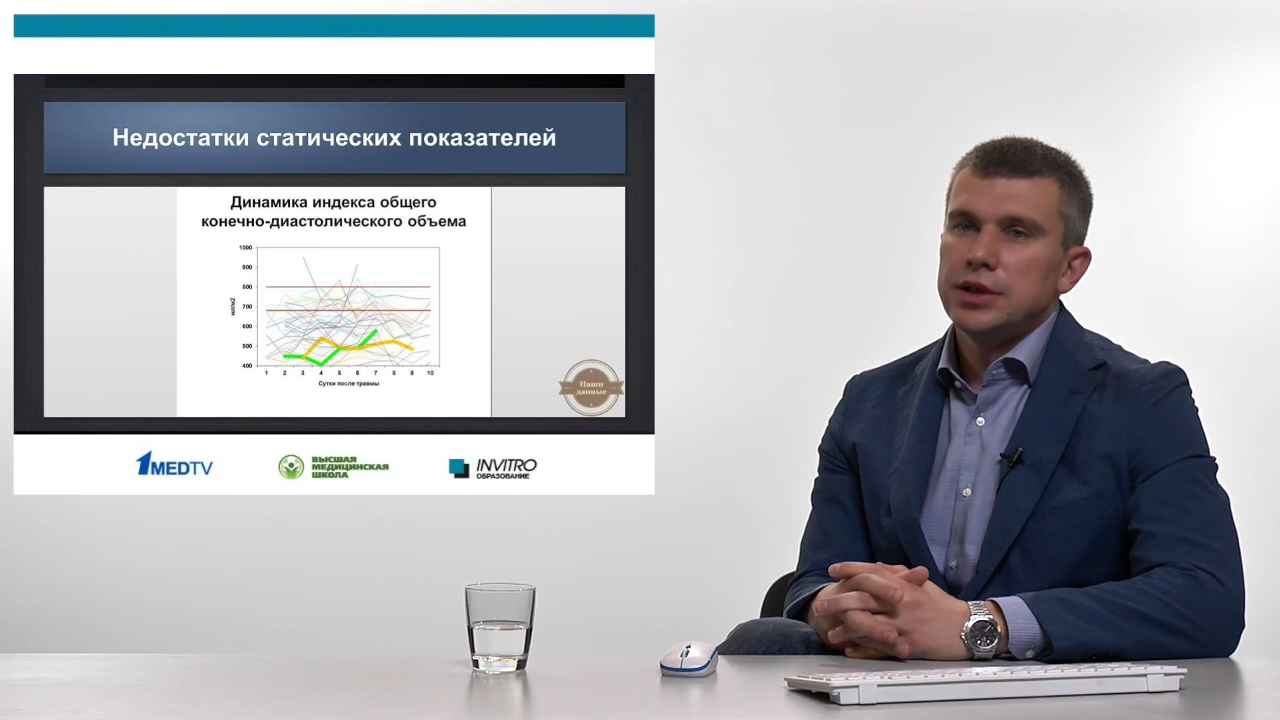 Недостатки статических показателей
Динамика индекса общего
конечно-диастолического объема
1000
900
800
700
600
500
400
мл/м2
1 2 3 4 5 6 7 8 9 10
Сутки после травмы
Наши
данные
1MEDTV
ВЫСШАЯ
МЕДИЦИНСКАЯ
ШКОЛА
INVITRO
ОБРАЗОВАНИЕ